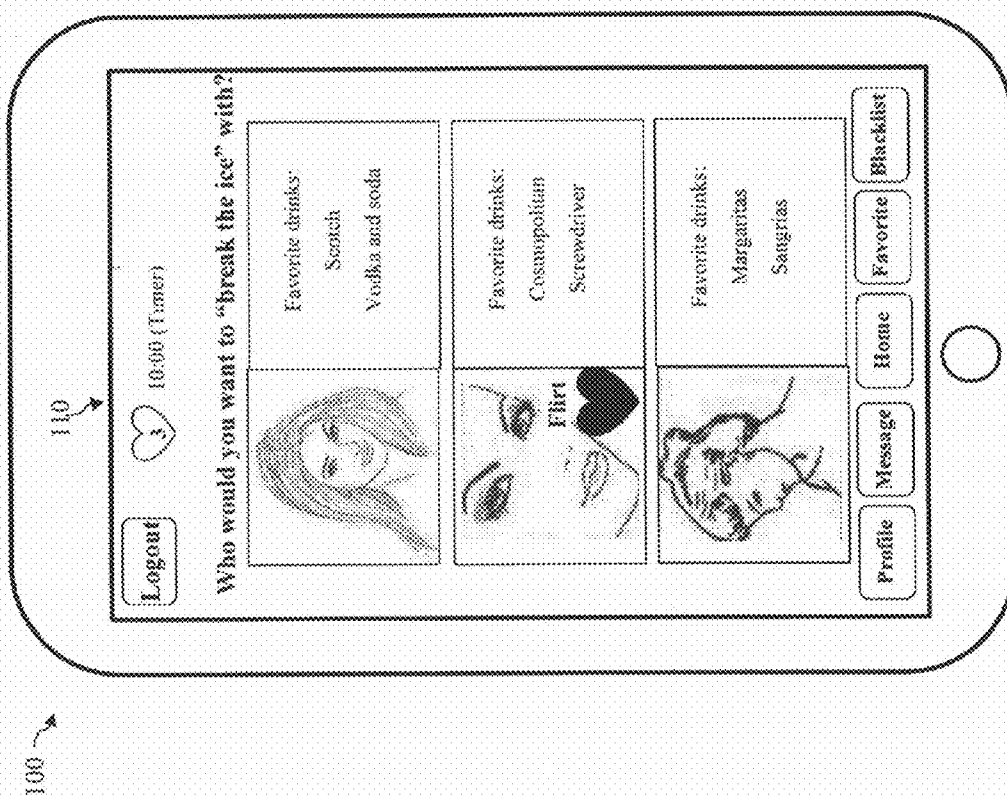 100
110
Logout
3
10:00 (Timer)
Who would you want to "break the ice" with?
Favorite drinks:
Scotch
Vodka and soda
Flirt
Favorite drinks:
Cosmopolitan
Screwdriver
Favorite drinks:
Margaritas
Sangrias
Profile
Message
Home
Favorite
Blacklist